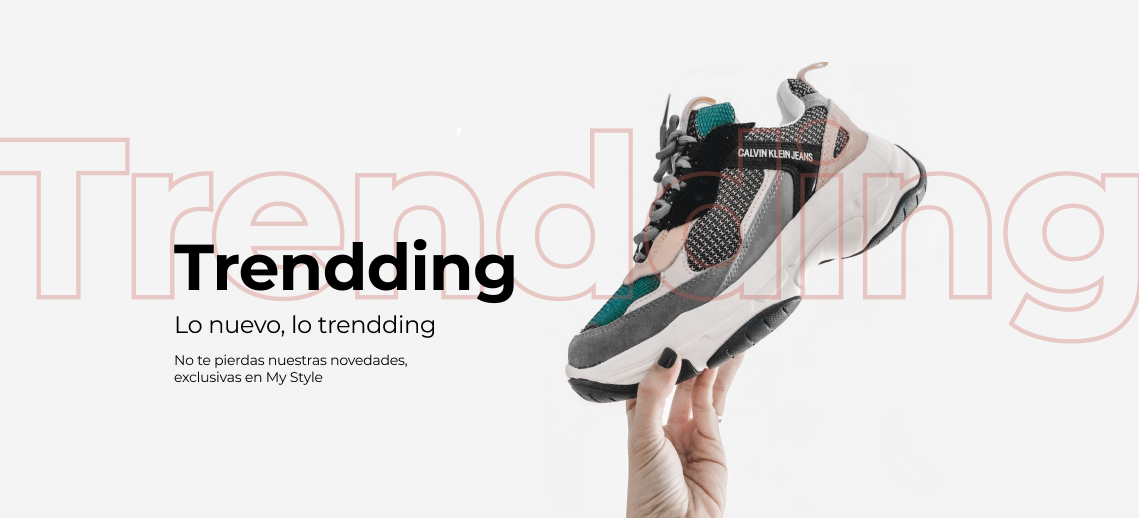 Trendding
CALVIN KLEIN JEANS
Trendding
Lo nuevo, lo trendding
No te pierdas nuestras novedades,
exclusivas en My Style